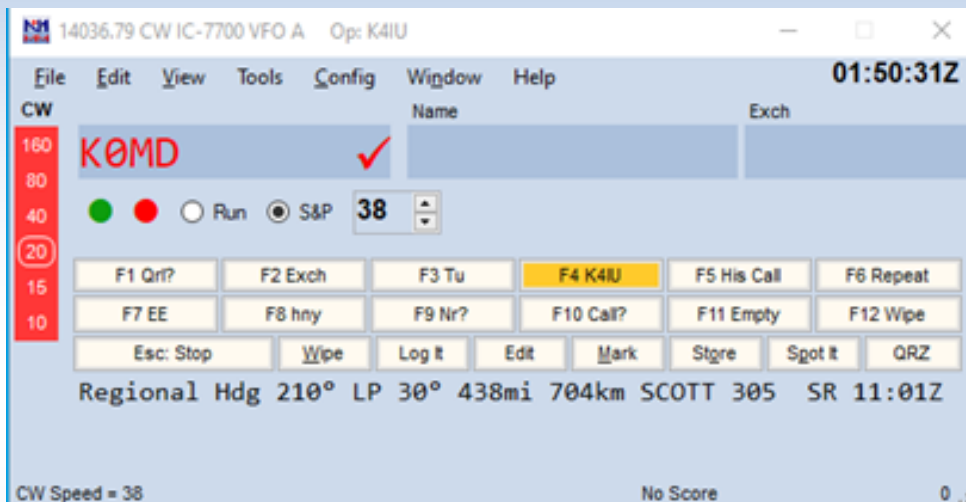 14036.79 CW IC-7700 VFO A Op: K4IU
File Edit View Tools Config Window Help 01:50:31Z
CW Name Exch
160 K0MD
80
40 Run S&P 38
20
15
10
F1 Qrl? F2 Exch F3 Tu F4 K4IU F5 His Call F6 Repeat
F7 EE F8 hny F9 Nr? F10 Call? F11 Empty F12 Wipe
Esc: Stop Wipe Log It Edit Mark Store Spot It QRZ
Regional Hdg 210° LP 30° 438mi 704km SCOTT 305 SR 11:01Z
CW Speed = 38 No Score 0